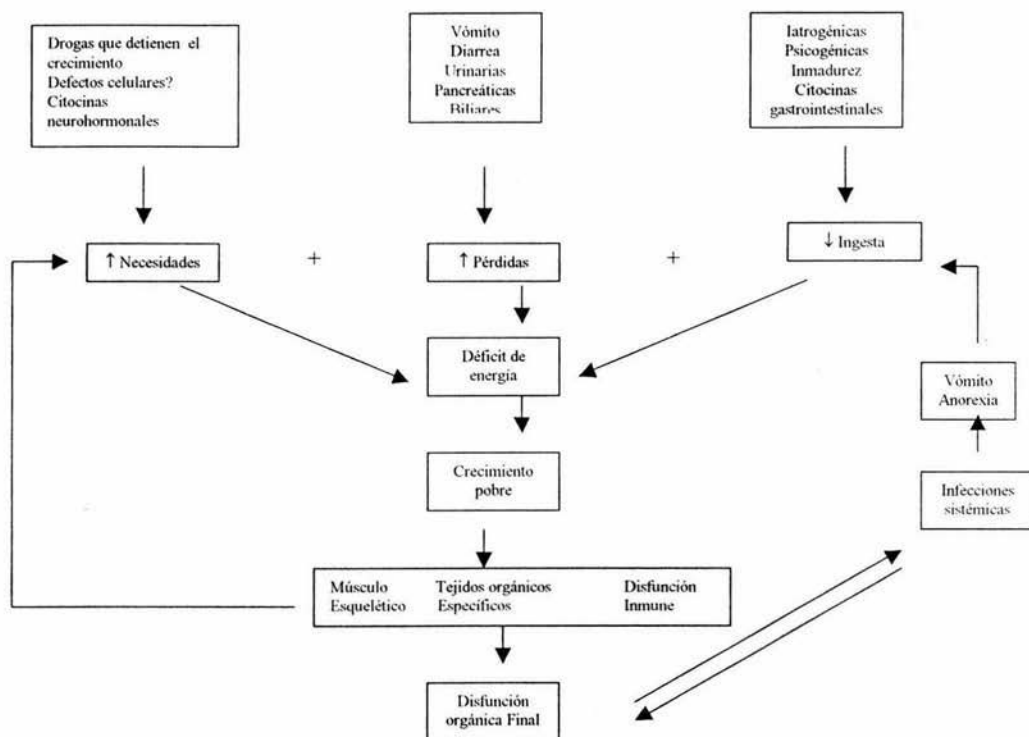 Drogas que detienen el
crecimiento
Defectos celulares?
Citocinas
neurohormonales
Vómito
Diarrea
Urinarias
Pancreáticas
Biliares
Iatrogénicas
Psicogénicas
Inmadurez
Citocinas
gastrointestinales
↑ Necesidades
+
↑ Pérdidas
+
↓ Ingesta
Déficit de
energía
Vómito
Anorexia
Crecimiento
pobre
Infecciones
sistémicas
Músculo
Esquelético
Tejidos orgánicos
Específicos
Disfunción
Inmune
Disfunción
orgánica Final